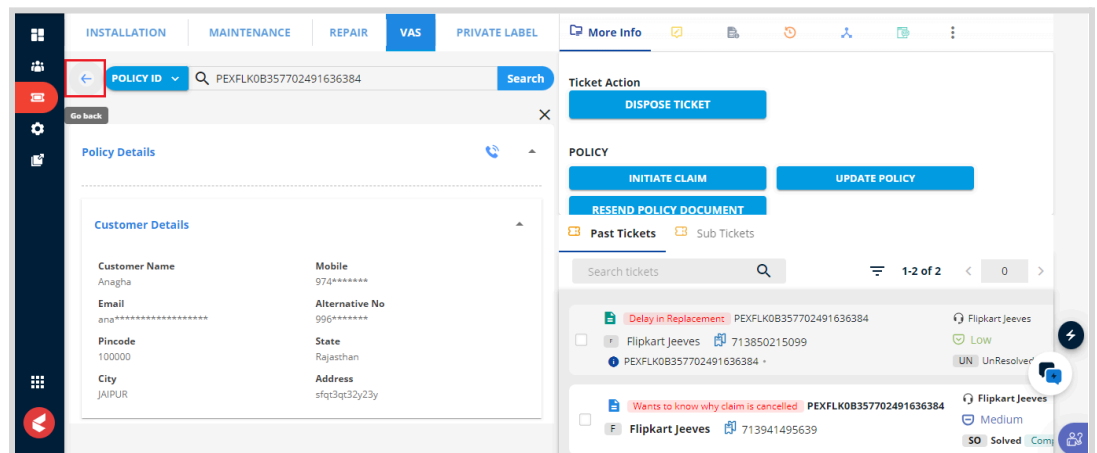 INSTALLATION MAINTENANCE REPAIR VAS PRIVATE LABEL
POLICY ID PEXFLK0B357702491636384 Search
Go back
Policy Details
Customer Details
Customer Name Mobile
Anagha 974*******
Email Alternative No
ana****************** 996*******
Pincode State
100000 Rajasthan
City Address
JAIPUR sfqt3qt32y23y
More Info
Ticket Action
DISPOSE TICKET
POLICY
INITIATE CLAIM UPDATE POLICY
RESEND POLICY DOCUMENT
Past Tickets Sub Tickets
Search tickets 1-2 of 2 < 0 >
Delay in Replacement PEXFLK0B357702491636384 Flipkart Jeeves
F Flipkart Jeeves 713850215099 Low
PEXFLK0B357702491636384 • UN UnResolved
Wants to know why claim is cancelled PEXFLK0B357702491636384 Flipkart Jeeves
F Flipkart Jeeves 713941495639 Medium
SO Solved Comp